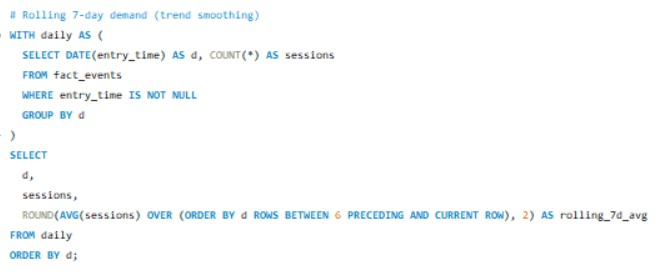 # Rolling 7-day demand (trend smoothing)
WITH daily AS (
  SELECT DATE(entry_time) AS d, COUNT(*) AS sessions
  FROM fact_events
  WHERE entry_time IS NOT NULL
  GROUP BY d
)
SELECT
  d,
  sessions,
  ROUND(AVG(sessions) OVER (ORDER BY d ROWS BETWEEN 6 PRECEDING AND CURRENT ROW), 2) AS rolling_7d_avg
FROM daily
ORDER BY d;